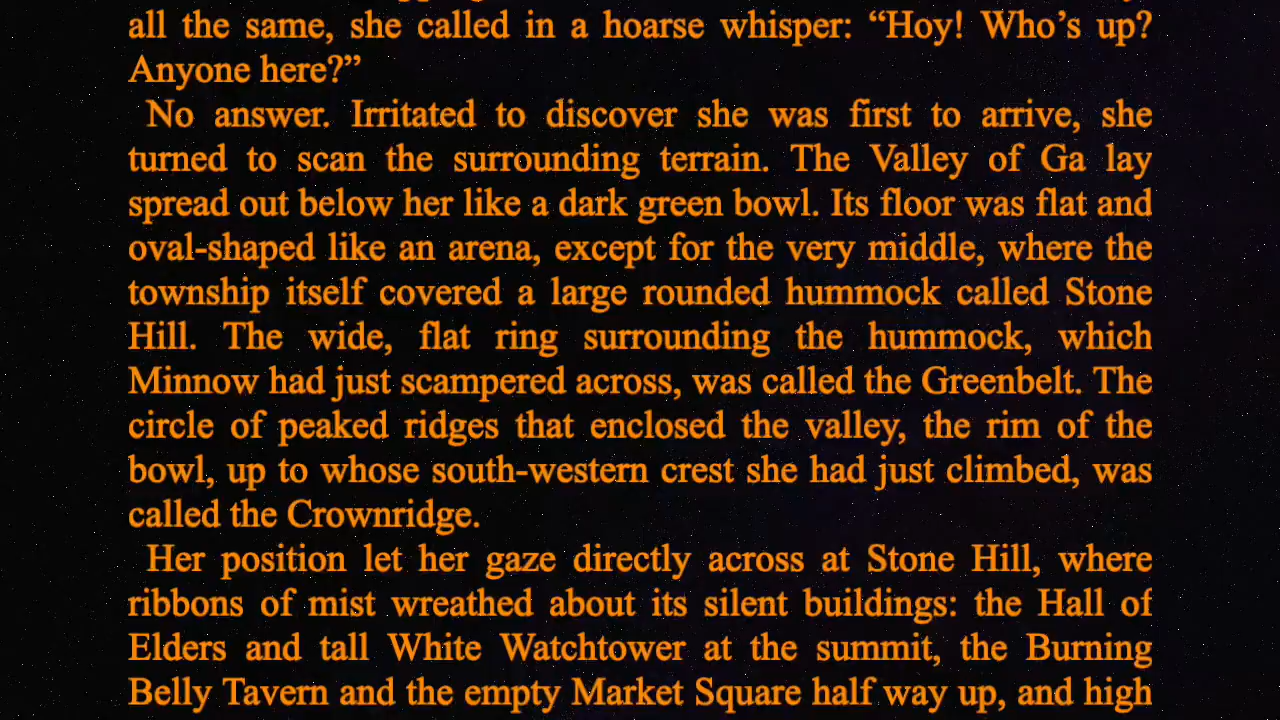 all the same, she called in a hoarse whisper: “Hoy! Who’s up?
Anyone here?”
No answer. Irritated to discover she was first to arrive, she
turned to scan the surrounding terrain. The Valley of Ga lay
spread out below her like a dark green bowl. Its floor was flat and
oval-shaped like an arena, except for the very middle, where the
township itself covered a large rounded hummock called Stone
Hill. The wide, flat ring surrounding the hummock, which
Minnow had just scampered across, was called the Greenbelt. The
circle of peaked ridges that enclosed the valley, the rim of the
bowl, up to whose south-western crest she had just climbed, was
called the Crownridge.
Her position let her gaze directly across at Stone Hill, where
ribbons of mist wreathed about its silent buildings: the Hall of
Elders and tall White Watchtower at the summit, the Burning
Belly Tavern and the empty Market Square half way up, and high